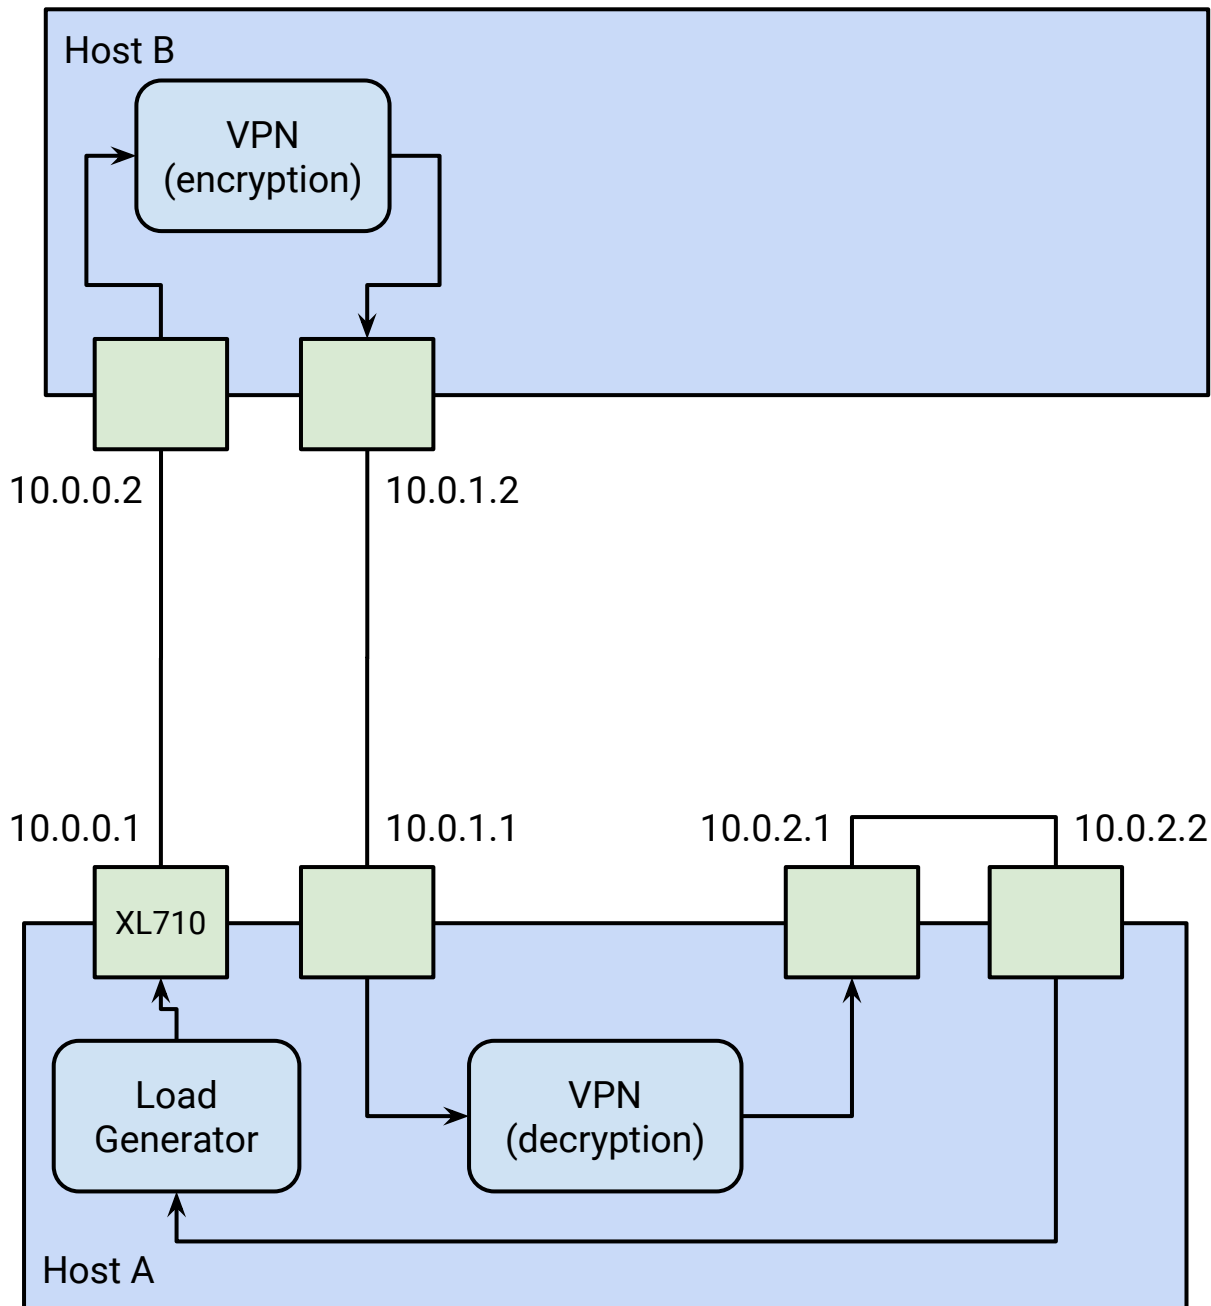 Host B
VPN
(encryption)
10.0.0.2
10.0.1.2
10.0.0.1
10.0.1.1
10.0.2.1
10.0.2.2
XL710
Load
Generator
VPN
(decryption)
Host A